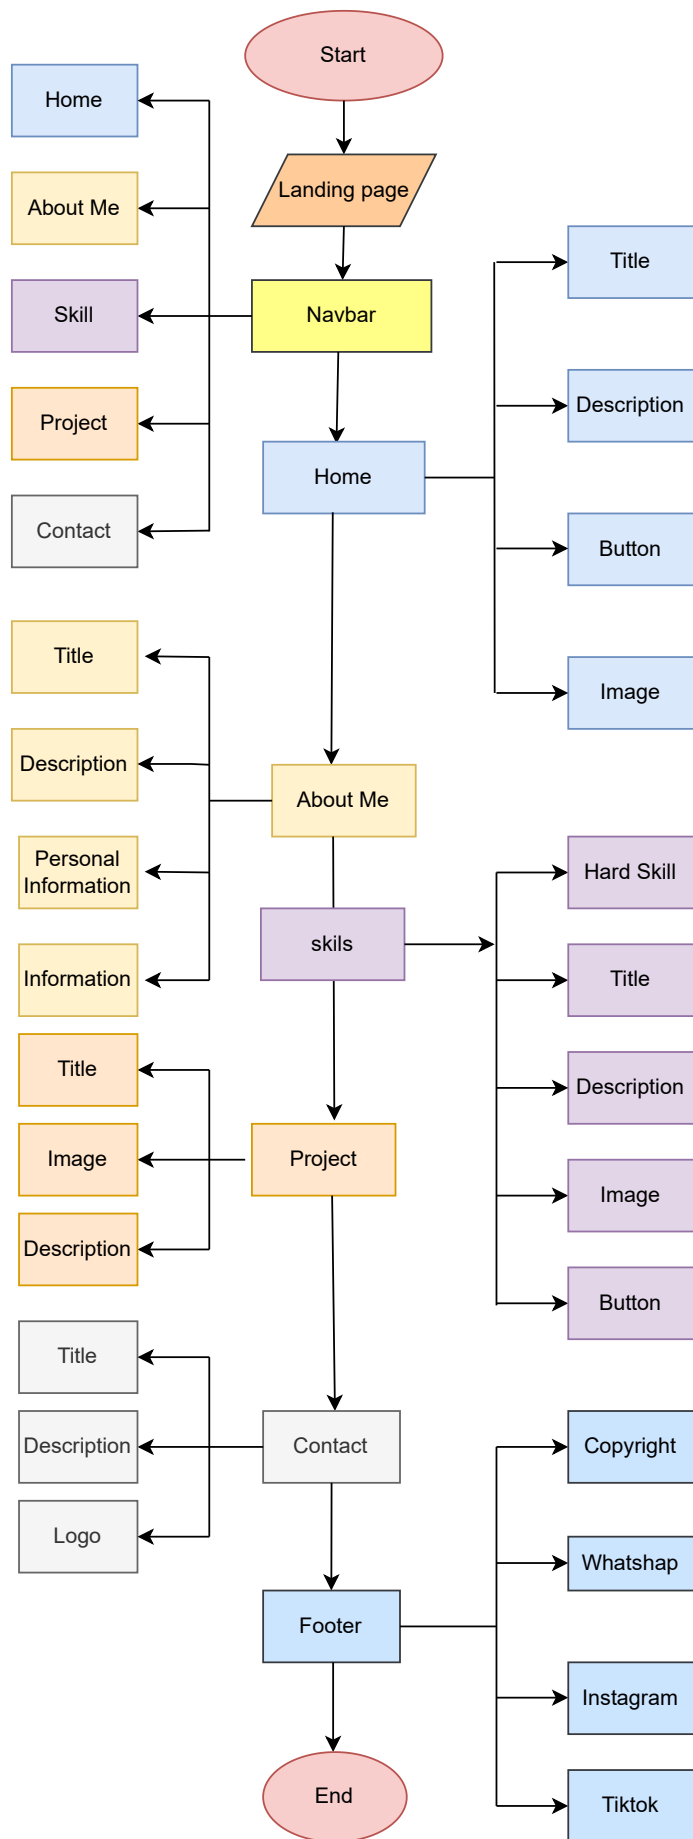 Start
Landing page
Navbar
Home
About Me
Skill
Project
Contact
Home
Title
Description
Button
Image
About Me
Title
Description
Personal
Information
Information
skils
Hard Skill
Title
Description
Image
Button
Project
Title
Image
Description
Contact
Title
Description
Logo
Footer
Copyright
Whatshap
Instagram
Tiktok
End